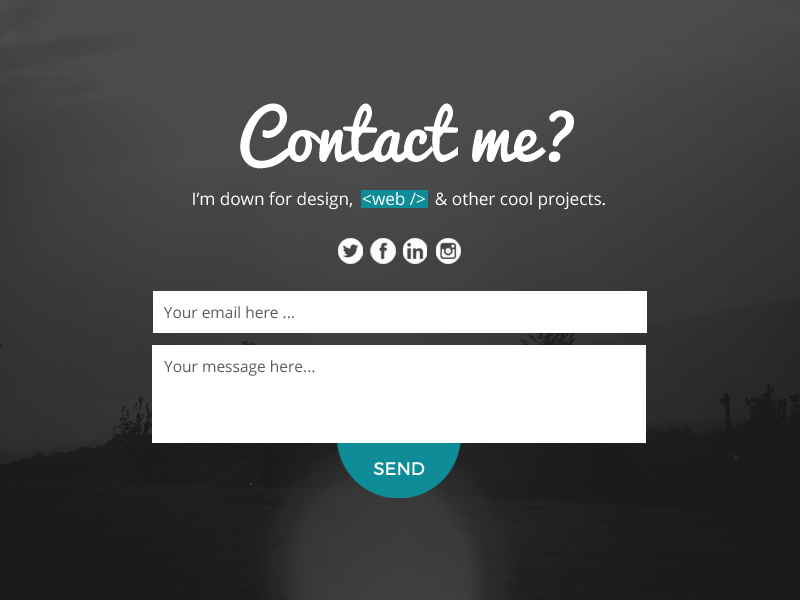 Contact me?
I’m down for design, <web /> & other cool projects.
Your email here ...
Your message here...
SEND